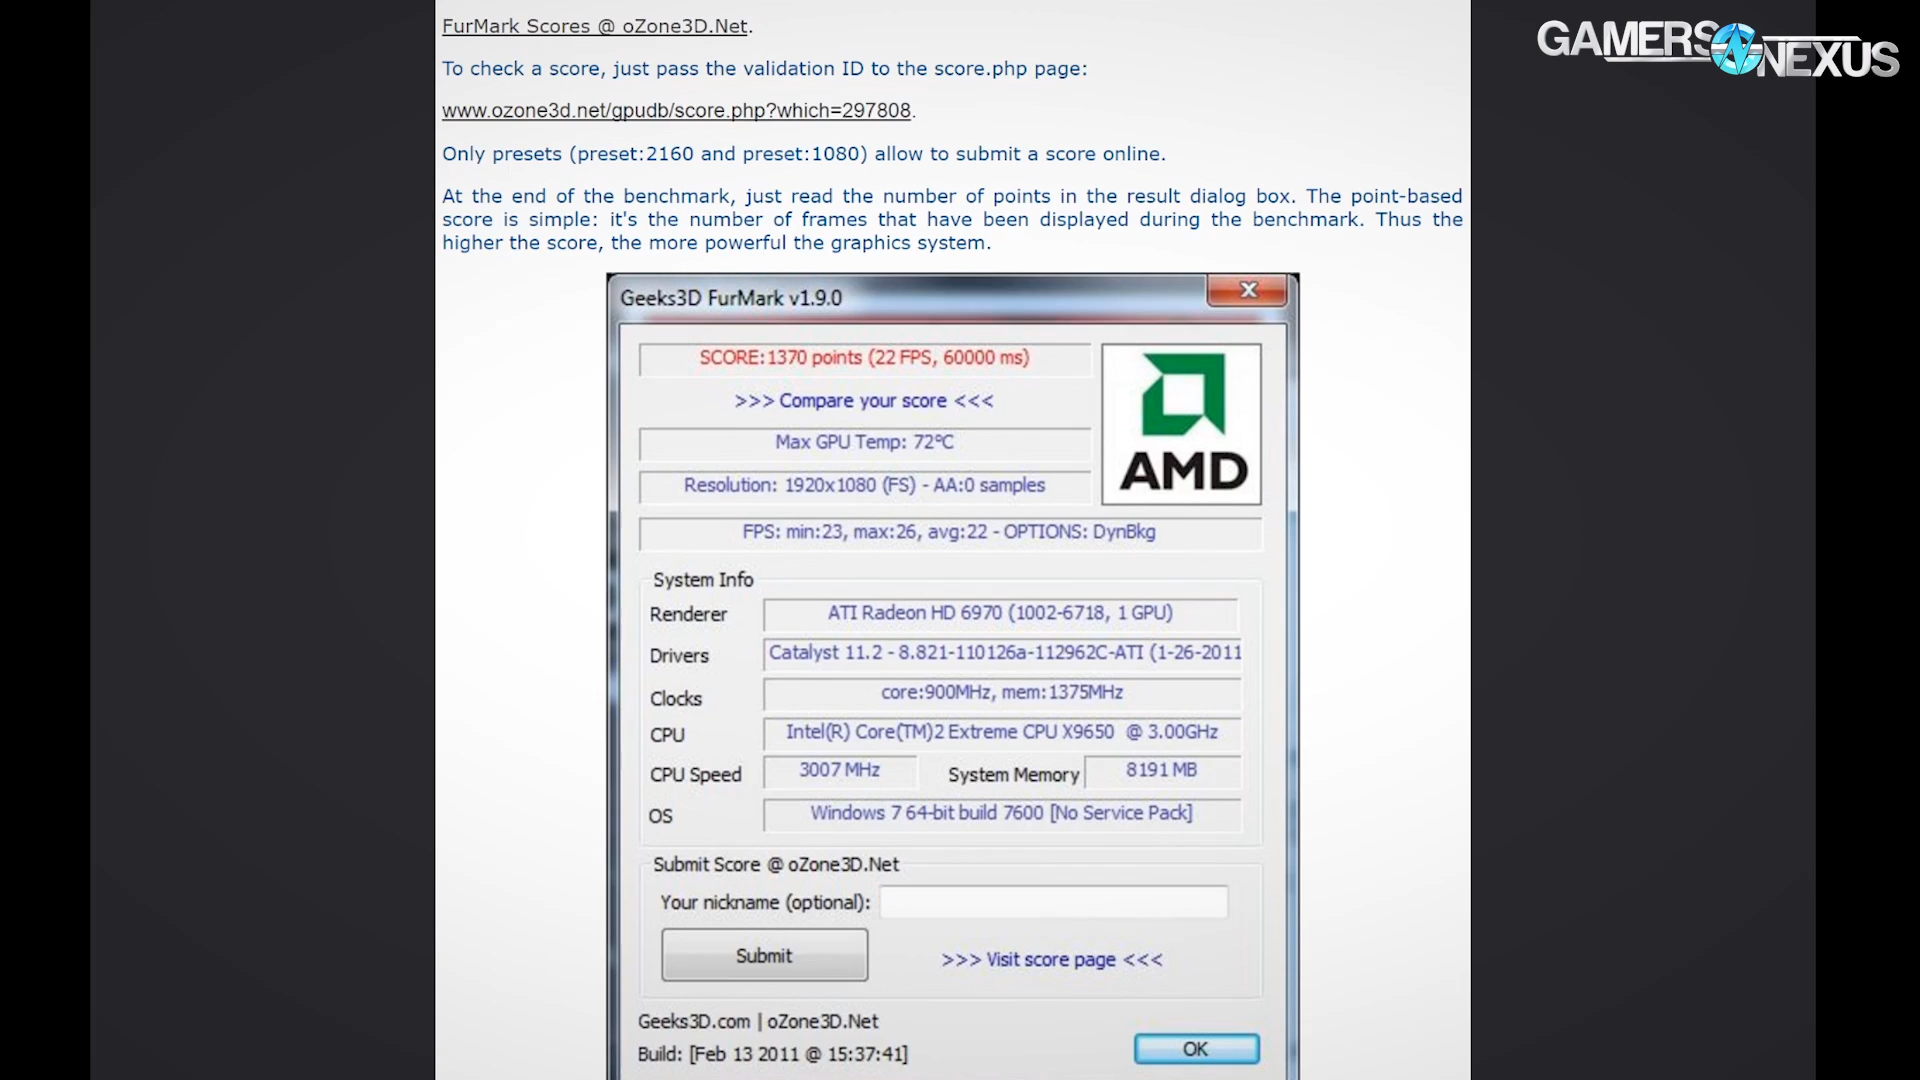 GAMERS NEXUS
FurMark Scores @ oZone3D.Net.
To check a score, just pass the validation ID to the score.php page:
www.ozone3d.net/gpudb/score.php?which=297808.
Only presets (preset:2160 and preset:1080) allow to submit a score online.
At the end of the benchmark, just read the number of points in the result dialog box. The point-based
score is simple: it's the number of frames that have been displayed during the benchmark. Thus the
higher the score, the more powerful the graphics system.
Geeks3D FurMark v1.9.0
SCORE:1370 points (22 FPS, 60000 ms)
>>> Compare your score <<<
Max GPU Temp: 72°C
Resolution: 1920x1080 (FS) - AA:0 samples
AMD
FPS: min:23, max:26, avg:22 - OPTIONS: DynBkg
System Info
Renderer ATI Radeon HD 6970 (1002-6718, 1 GPU)
Drivers Catalyst 11.2 - 8.821-110126a-112962C-ATI (1-26-2011
Clocks core:900MHz, mem:1375MHz
CPU Intel(R) Core(TM)2 Extreme CPU X9650 @ 3.00GHz
CPU Speed 3007 MHz System Memory 8191 MB
OS Windows 7 64-bit build 7600 [No Service Pack]
Submit Score @ oZone3D.Net
Your nickname (optional):
Submit >>> Visit score page <<<
Geeks3D.com | oZone3D.Net
Build: [Feb 13 2011 @ 15:37:41] OK